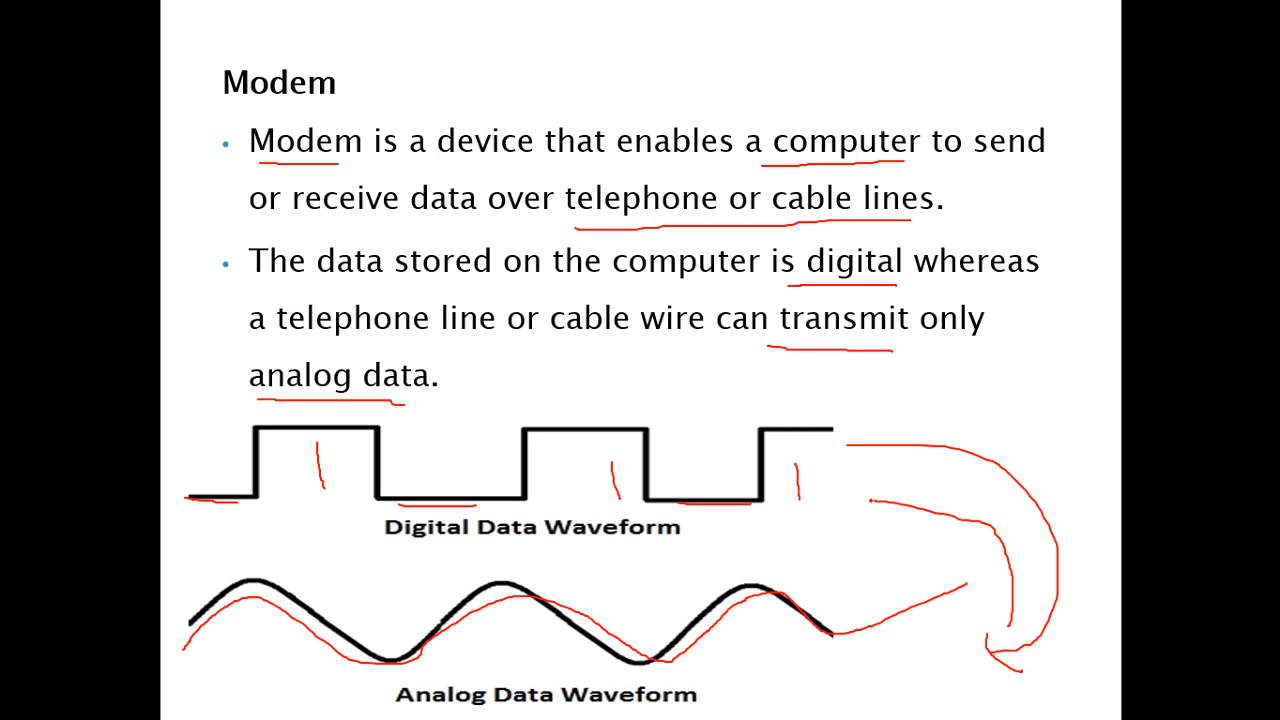 Modem
• Modem is a device that enables a computer to send
or receive data over telephone or cable lines.
• The data stored on the computer is digital whereas
a telephone line or cable wire can transmit only
analog data.
Digital Data Waveform
Analog Data Waveform